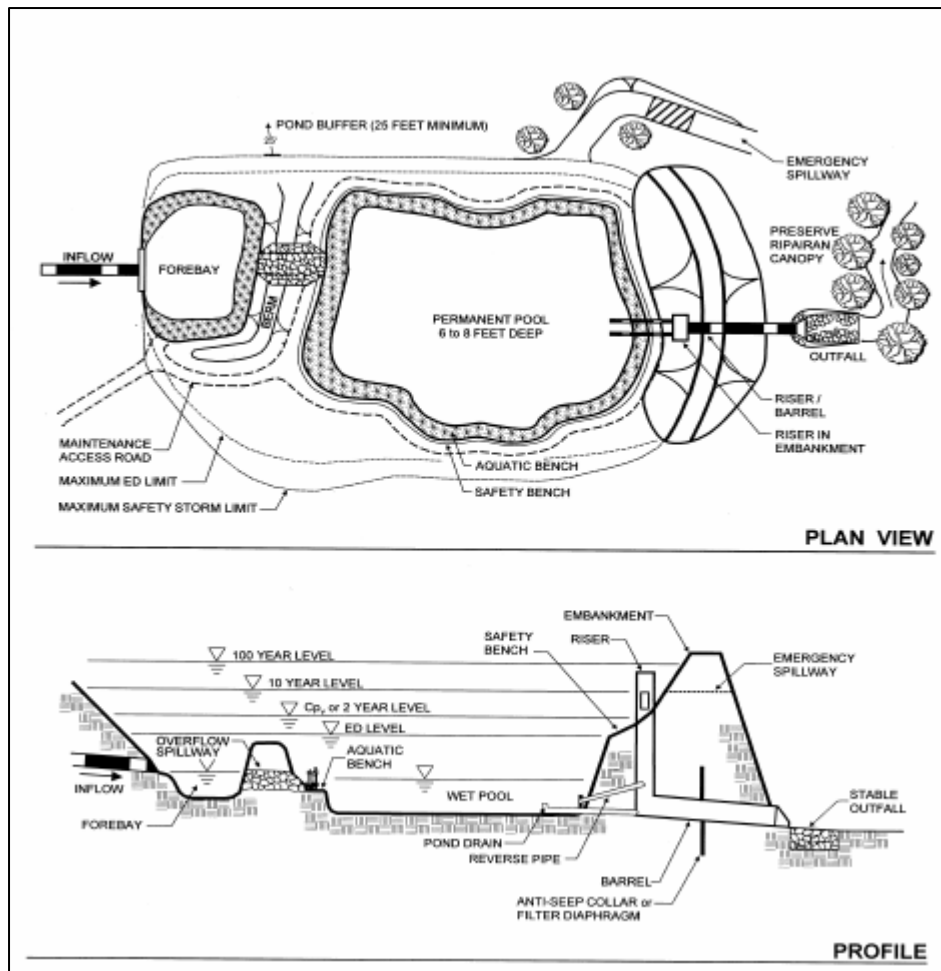 POND BUFFER (25 FEET MINIMUM)
25'
EMERGENCY
SPILLWAY
PRESERVE
RIPAIRAN
CANOPY
INFLOW
FOREBAY
BERM
PERMANENT POOL
6 to 8 FEET DEEP
OUTFALL
RISER /
BARREL
RISER IN
EMBANKMENT
MAINTENANCE
ACCESS ROAD
AQUATIC BENCH
MAXIMUM ED LIMIT
SAFETY BENCH
MAXIMUM SAFETY STORM LIMIT
PLAN VIEW
EMBANKMENT
RISER
SAFETY
BENCH
100 YEAR LEVEL
EMERGENCY
SPILLWAY
10 YEAR LEVEL
Cpv or 2 YEAR LEVEL
ED LEVEL
OVERFLOW
SPILLWAY
AQUATIC
BENCH
INFLOW
WET POOL
FOREBAY
STABLE
OUTFALL
POND DRAIN
REVERSE PIPE
BARREL
ANTI-SEEP COLLAR or
FILTER DIAPHRAGM
PROFILE